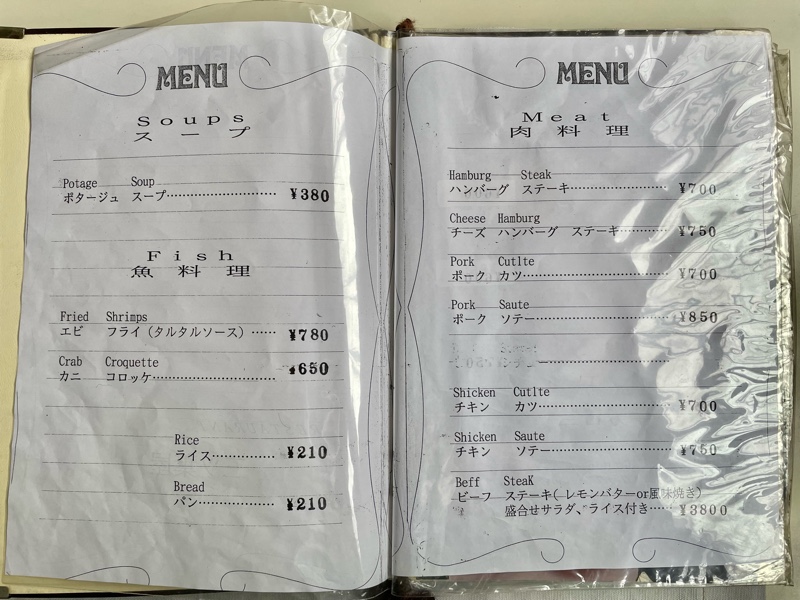 MENU
Soups
スープ
Potage Soup
ポタージュ スープ………………………… ¥380
Fish
魚料理
Fried Shrimps
エビ フライ（タルタルソース）…… ¥780
Crab Croquette
カニ コロッケ……………………… ¥650
Rice
ライス……………… ¥210
Bread
パン………………… ¥210
MENU
Meat
肉料理
Hamburg Steak
ハンバーグ ステーキ…………………… ¥700
Cheese Hamburg
チーズ ハンバーグ ステーキ………… ¥750
Pork Cutlte
ポーク カツ……………………………… ¥700
Pork Saute
ポーク ソテー…………………………… ¥850
Shicken Cutlte
チキン カツ……………………………… ¥700
Shicken Saute
チキン ソテー…………………………… ¥750
Beff SteaK
ビーフ ステーキ( レモンバターor風味焼き）
盛合せサラダ、ライス付き…… ¥3800